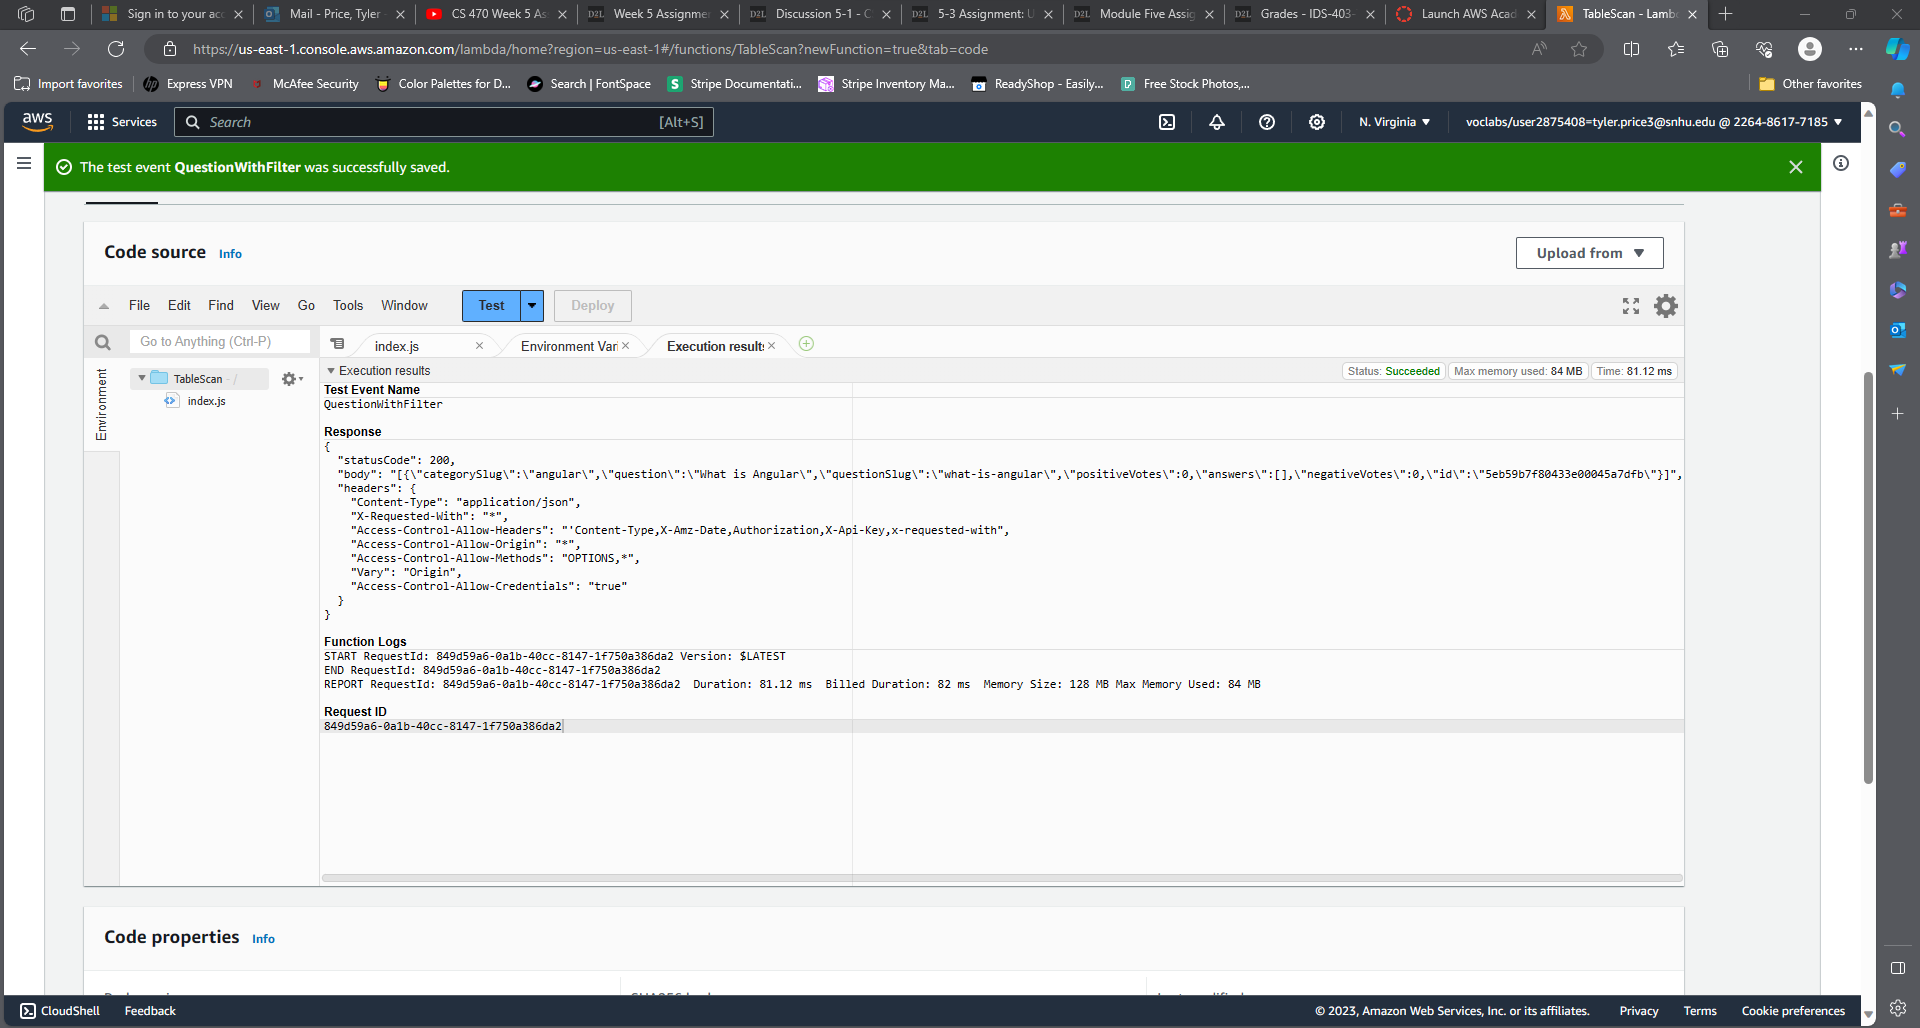 Sign in to your acc
Mail - Price, Tyler -
CS 470 Week 5 As
D2L Week 5 Assignme
D2L Discussion 5-1 - C
D2L 5-3 Assignment: U
D2L Module Five Assig
D2L Grades - IDS-403-
Launch AWS Acad
TableScan - Lamb
https://us-east-1.console.aws.amazon.com/lambda/home?region=us-east-1#/functions/TableScan?newFunction=true&tab=code
Import favorites
Express VPN
McAfee Security
Color Palettes for D...
Search | FontSpace
S Stripe Documentati...
Stripe Inventory Ma...
ReadyShop - Easily...
D Free Stock Photos,...
Other favorites
aws
Services
Search [Alt+S]
N. Virginia
voclabs/user2875408=tyler.price3@snhu.edu @ 2264-8617-7185
The test event QuestionWithFilter was successfully saved.
Code source Info
Upload from
File Edit Find View Go Tools Window
Test
Deploy
Go to Anything (Ctrl-P)
index.js
Environment Var
Execution results
Environment
TableScan - /
index.js
Execution results
Status: Succeeded
Max memory used: 84 MB
Time: 81.12 ms
Test Event Name
QuestionWithFilter
Response
{
"statusCode": 200,
"body": "[{\"categorySlug\":\"angular\",\"question\":\"What is Angular\",\"questionSlug\":\"what-is-angular\",\"positiveVotes\":0,\"answers\":[],\"negativeVotes\":0,\"id\":\"5eb59b7f80433e00045a7dfb\"}]",
"headers": {
"Content-Type": "application/json",
"X-Requested-With": "*",
"Access-Control-Allow-Headers": "'Content-Type,X-Amz-Date,Authorization,X-Api-Key,x-requested-with",
"Access-Control-Allow-Origin": "*",
"Access-Control-Allow-Methods": "OPTIONS,*",
"Vary": "Origin",
"Access-Control-Allow-Credentials": "true"
}
}
Function Logs
START RequestId: 849d59a6-0a1b-40cc-8147-1f750a386da2 Version: $LATEST
END RequestId: 849d59a6-0a1b-40cc-8147-1f750a386da2
REPORT RequestId: 849d59a6-0a1b-40cc-8147-1f750a386da2 Duration: 81.12 ms Billed Duration: 82 ms Memory Size: 128 MB Max Memory Used: 84 MB
Request ID
849d59a6-0a1b-40cc-8147-1f750a386da2
Code properties Info
CloudShell Feedback
© 2023, Amazon Web Services, Inc. or its affiliates.
Privacy Terms Cookie preferences